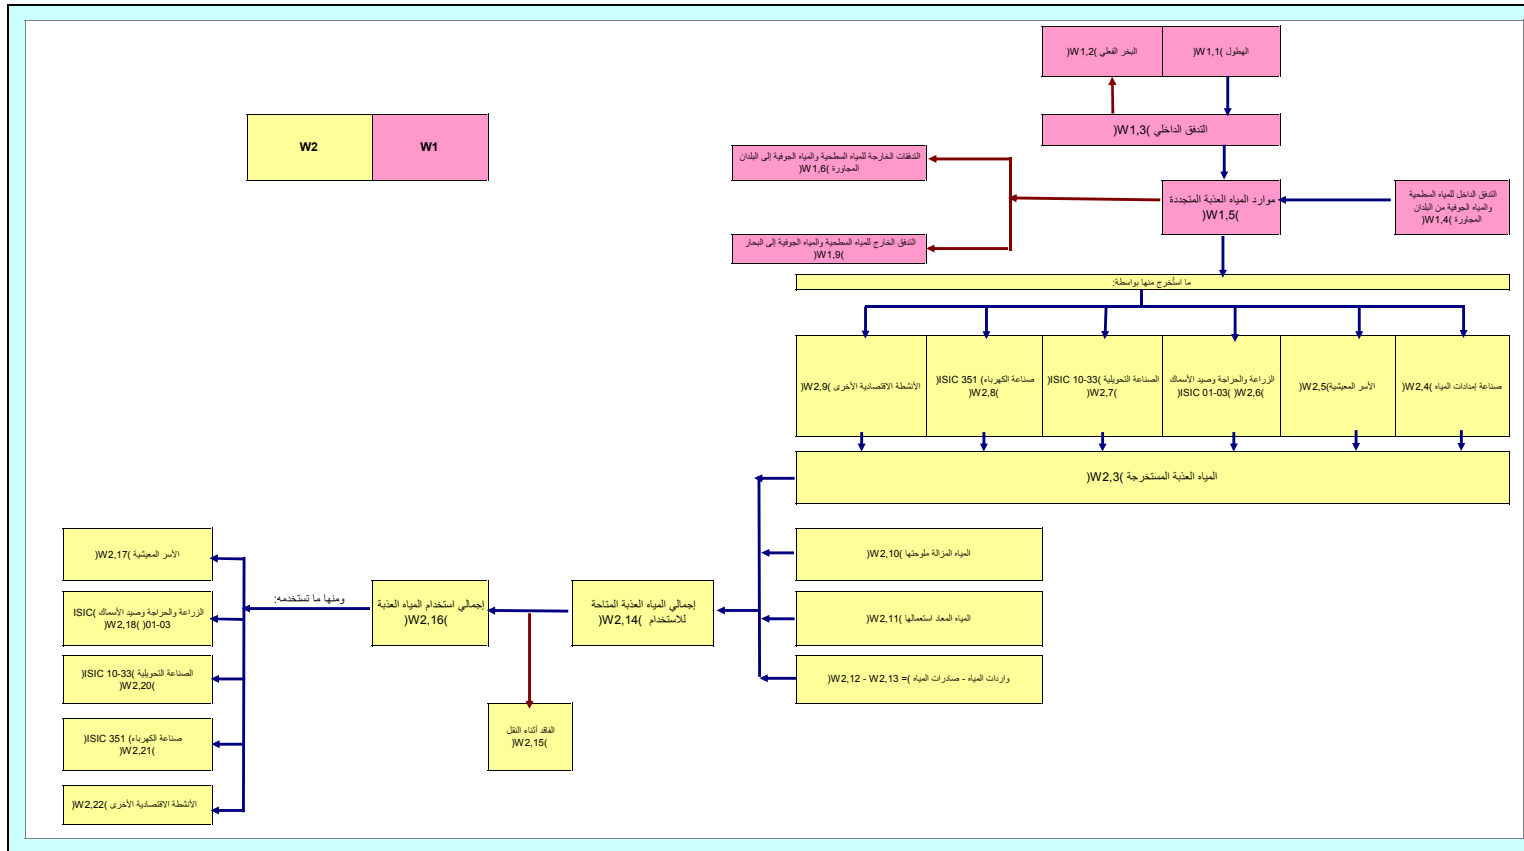 الهطول (W1,1)
البخر الفعلي (W1,2)
التدفق الداخلي (W1,3)
W1
W2
التدفقات الخارجة للمياه السطحية والمياه الجوفية إلى البلدان
المجاورة (W1,6)
التدفق الداخل للمياه السطحية
والمياه الجوفية من البلدان
المجاورة (W1,4)
موارد المياه العذبة المتجددة
(W1,5)
التدفق الخارج للمياه السطحية والمياه الجوفية إلى البحار
(W1,9)
ما استُخرج منها بواسطة:
صناعة إمدادات المياه (W2,4)
الأسر المعيشية(W2,5)
الزراعة والحراجة وصيد الأسماك
(W2,6) (ISIC 01-03)
الصناعة التحويلية (ISIC 10-33)
(W2,7)
صناعة الكهرباء (ISIC 351)
(W2,8)
الأنشطة الاقتصادية الأخرى (W2,9)
المياه العذبة المستخرجة (W2,3)
المياه المزالة ملوحتها (W2,10)
المياه المعاد استعمالها (W2,11)
واردات المياه - صادرات المياه (= W2,12 - W2,13)
إجمالي المياه العذبة المتاحة
للاستخدام (W2,14)
الفاقد أثناء النقل
(W2,15)
إجمالي استخدام المياه العذبة
(W2,16)
ومنها ما تستخدمه:
الأسر المعيشية (W2,17)
الزراعة والحراجة وصيد الأسماك (ISIC
01-03) (W2,18)
الصناعة التحويلية (ISIC 10-33)
(W2,20)
صناعة الكهرباء (ISIC 351)
(W2,21)
الأنشطة الاقتصادية الأخرى (W2,22)